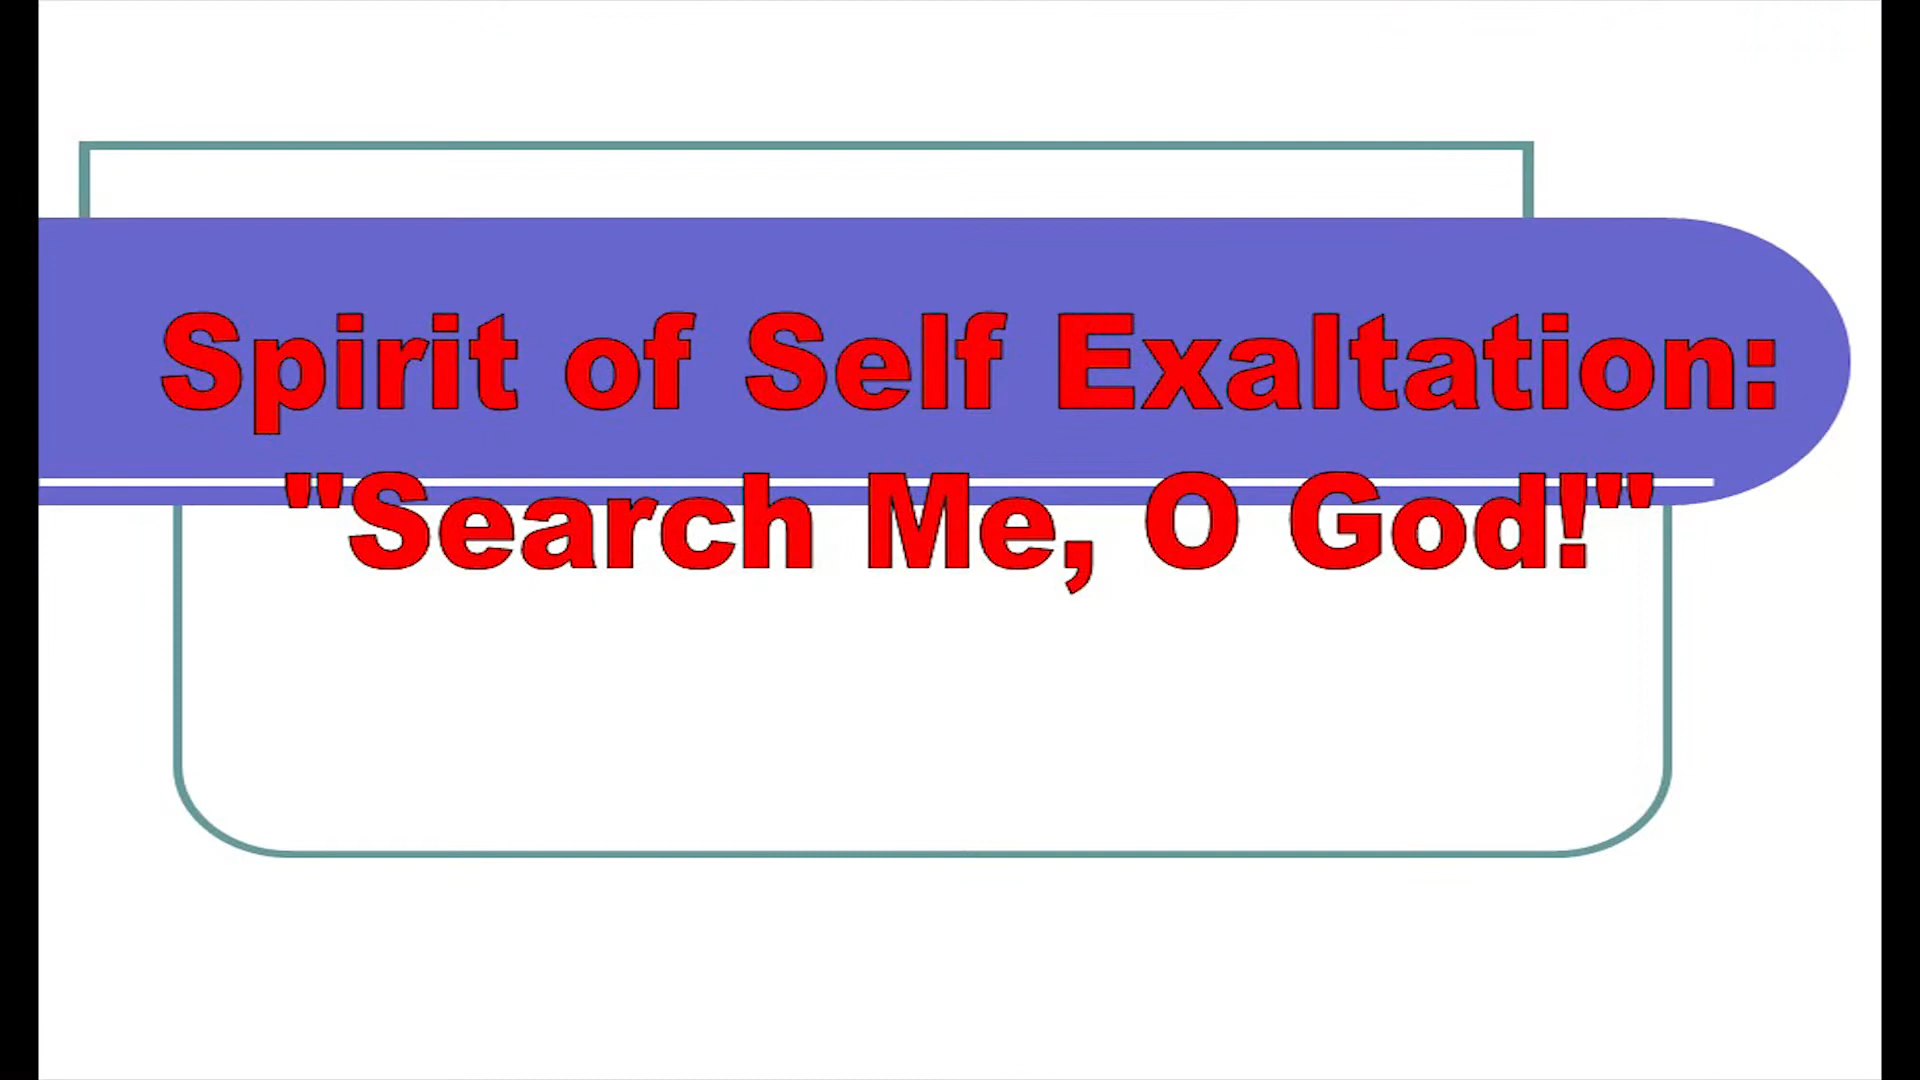 Spirit of Self Exaltation:
"Search Me, O God!"